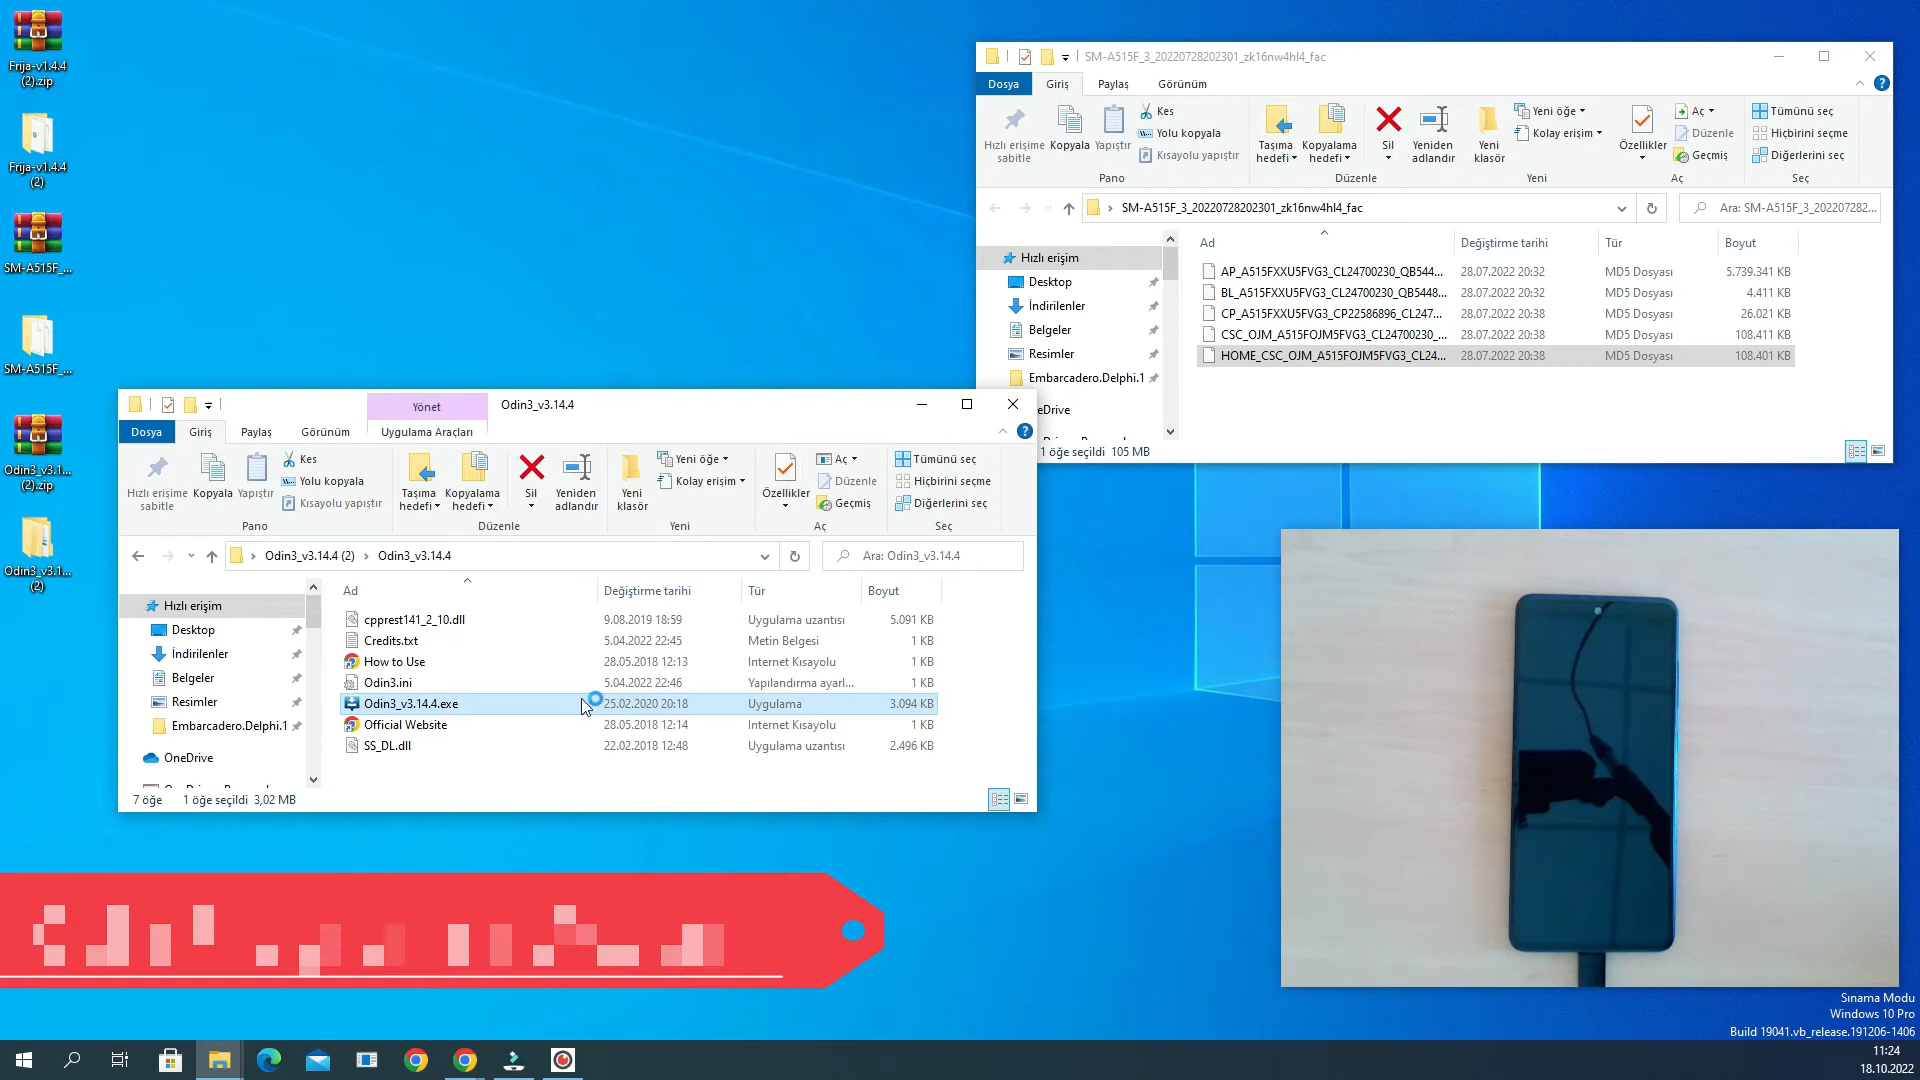 Frija-v1.4.4
(2).zip
Frija-v1.4.4
(2)
SM-A515F_...
SM-A515F_...
Odin3_v3.1...
(2).zip
Odin3_v3.1...
(2)
SM-A515F_3_20220728202301_zk16nw4hl4_fac
Dosya Giriş Paylaş Görünüm
Hızlı erişime
sabitle
Kopyala
Yapıştır
Kes
Yolu kopyala
Kısayolu yapıştır
Pano
Taşıma
hedefi
Kopyalama
hedefi
Sil
Yeniden
adlandır
Düzenle
Yeni
klasör
Yeni öğe
Kolay erişim
Yeni
Özellikler
Aç
Düzenle
Geçmiş
Aç
Tümünü seç
Hiçbirini seçme
Diğerlerini seç
Seç
SM-A515F_3_20220728202301_zk16nw4hl4_fac
Ara: SM-A515F_3_202207282...
Hızlı erişim
Desktop
İndirilenler
Belgeler
Resimler
Embarcadero.Delphi.1
eDrive
Ad Değiştirme tarihi Tür Boyut
AP_A515FXXU5FVG3_CL24700230_QB544... 28.07.2022 20:32 MD5 Dosyası 5.739.341 KB
BL_A515FXXU5FVG3_CL24700230_QB5448... 28.07.2022 20:32 MD5 Dosyası 4.411 KB
CP_A515FXXU5FVG3_CP22586896_CL247... 28.07.2022 20:38 MD5 Dosyası 26.021 KB
CSC_OJM_A515FOJM5FVG3_CL24700230_... 28.07.2022 20:38 MD5 Dosyası 108.411 KB
HOME_CSC_OJM_A515FOJM5FVG3_CL24... 28.07.2022 20:38 MD5 Dosyası 108.401 KB
1 öğe seçildi 105 MB
Yönet Odin3_v3.14.4
Dosya Giriş Paylaş Görünüm Uygulama Araçları
Hızlı erişime
sabitle
Kopyala
Yapıştır
Kes
Yolu kopyala
Kısayolu yapıştır
Pano
Taşıma
hedefi
Kopyalama
hedefi
Sil
Yeniden
adlandır
Düzenle
Yeni
klasör
Yeni öğe
Kolay erişim
Yeni
Özellikler
Aç
Düzenle
Geçmiş
Aç
Tümünü seç
Hiçbirini seçme
Diğerlerini seç
Seç
Odin3_v3.14.4 (2) Odin3_v3.14.4
Ara: Odin3_v3.14.4
Hızlı erişim
Desktop
İndirilenler
Belgeler
Resimler
Embarcadero.Delphi.1
OneDrive
Ad Değiştirme tarihi Tür Boyut
cpprest141_2_10.dll 9.08.2019 18:59 Uygulama uzantısı 5.091 KB
Credits.txt 5.04.2022 22:45 Metin Belgesi 1 KB
How to Use 28.05.2018 12:13 Internet Kısayolu 1 KB
Odin3.ini 5.04.2022 22:46 Yapılandırma ayarl... 1 KB
Odin3_v3.14.4.exe 25.02.2020 20:18 Uygulama 3.094 KB
Official Website 28.05.2018 12:14 Internet Kısayolu 1 KB
SS_DL.dll 22.02.2018 12:48 Uygulama uzantısı 2.496 KB
7 öğe 1 öğe seçildi 3,02 MB
Sınama Modu
Windows 10 Pro
Build 19041.vb_release.191206-1406
11:24
18.10.2022